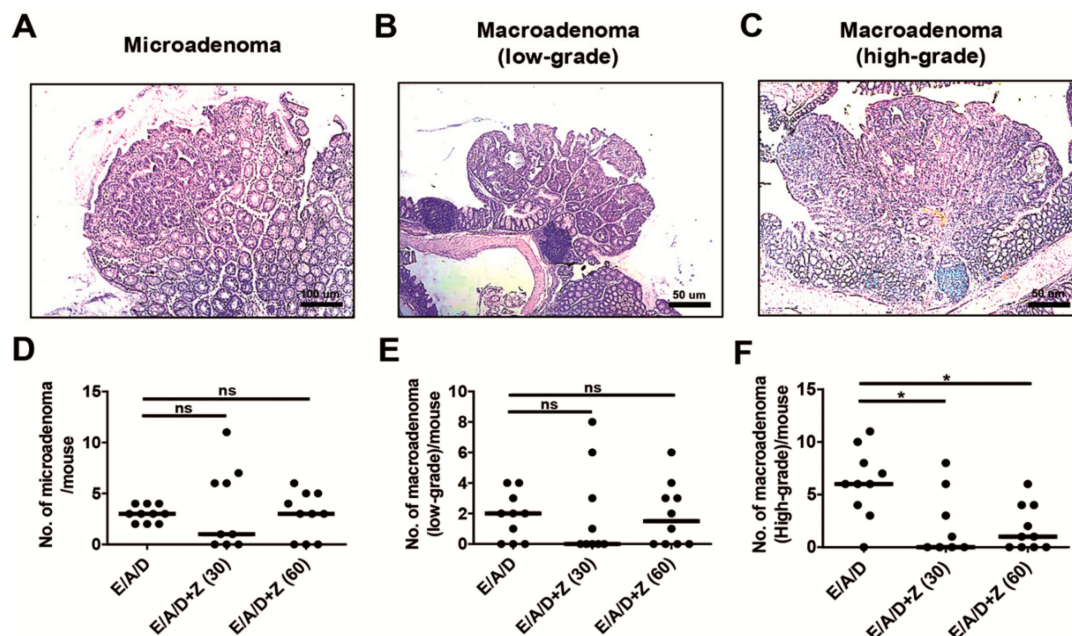 A
Microadenoma
B
Macroadenoma
(low-grade)
C
Macroadenoma
(high-grade)
100 um
50 um
50 um
D
No. of microadenoma
/mouse
15
10
5
0
ns
ns
E/A/D
E/A/D+Z (30)
E/A/D+Z (60)
E
No. of macroadenoma
(low-grade)/mouse
10
8
6
4
2
0
ns
ns
E/A/D
E/A/D+Z (30)
E/A/D+Z (60)
F
No. of macroadenoma
(High-grade)/mouse
15
10
5
0
*
*
E/A/D
E/A/D+Z (30)
E/A/D+Z (60)